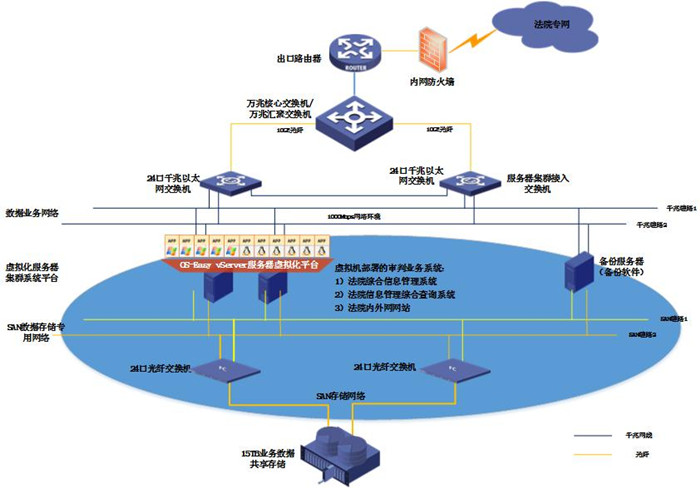 法院专网
出口路由器
ROUTER
内网防火墙
万兆核心交换机/
万兆汇聚交换机
10GE光纤
10GE光纤
24口千兆以太
网交换机
24口千兆以太
网交换机
服务器集群接入
交换机
数据业务网络
千兆链路1
1000Mbps网络环境
千兆链路2
APP APP APP APP APP APP APP APP APP APP APP
OS-Easy vServer服务器虚拟化平台
虚拟化服务器
集群系统平台
虚拟机部署的审判业务系统:
1）法院综合信息管理系统
2）法院信息管理综合查询系统
3）法院内外网网站
备份服务器
（备份软件）
SAN链路1
SAN数据存储专
用网络
SAN链路2
24口光纤交换机
FC
24口光纤交换机
FC
SAN存储网络
15TB业务数据
共享存储
千兆网线
光纤